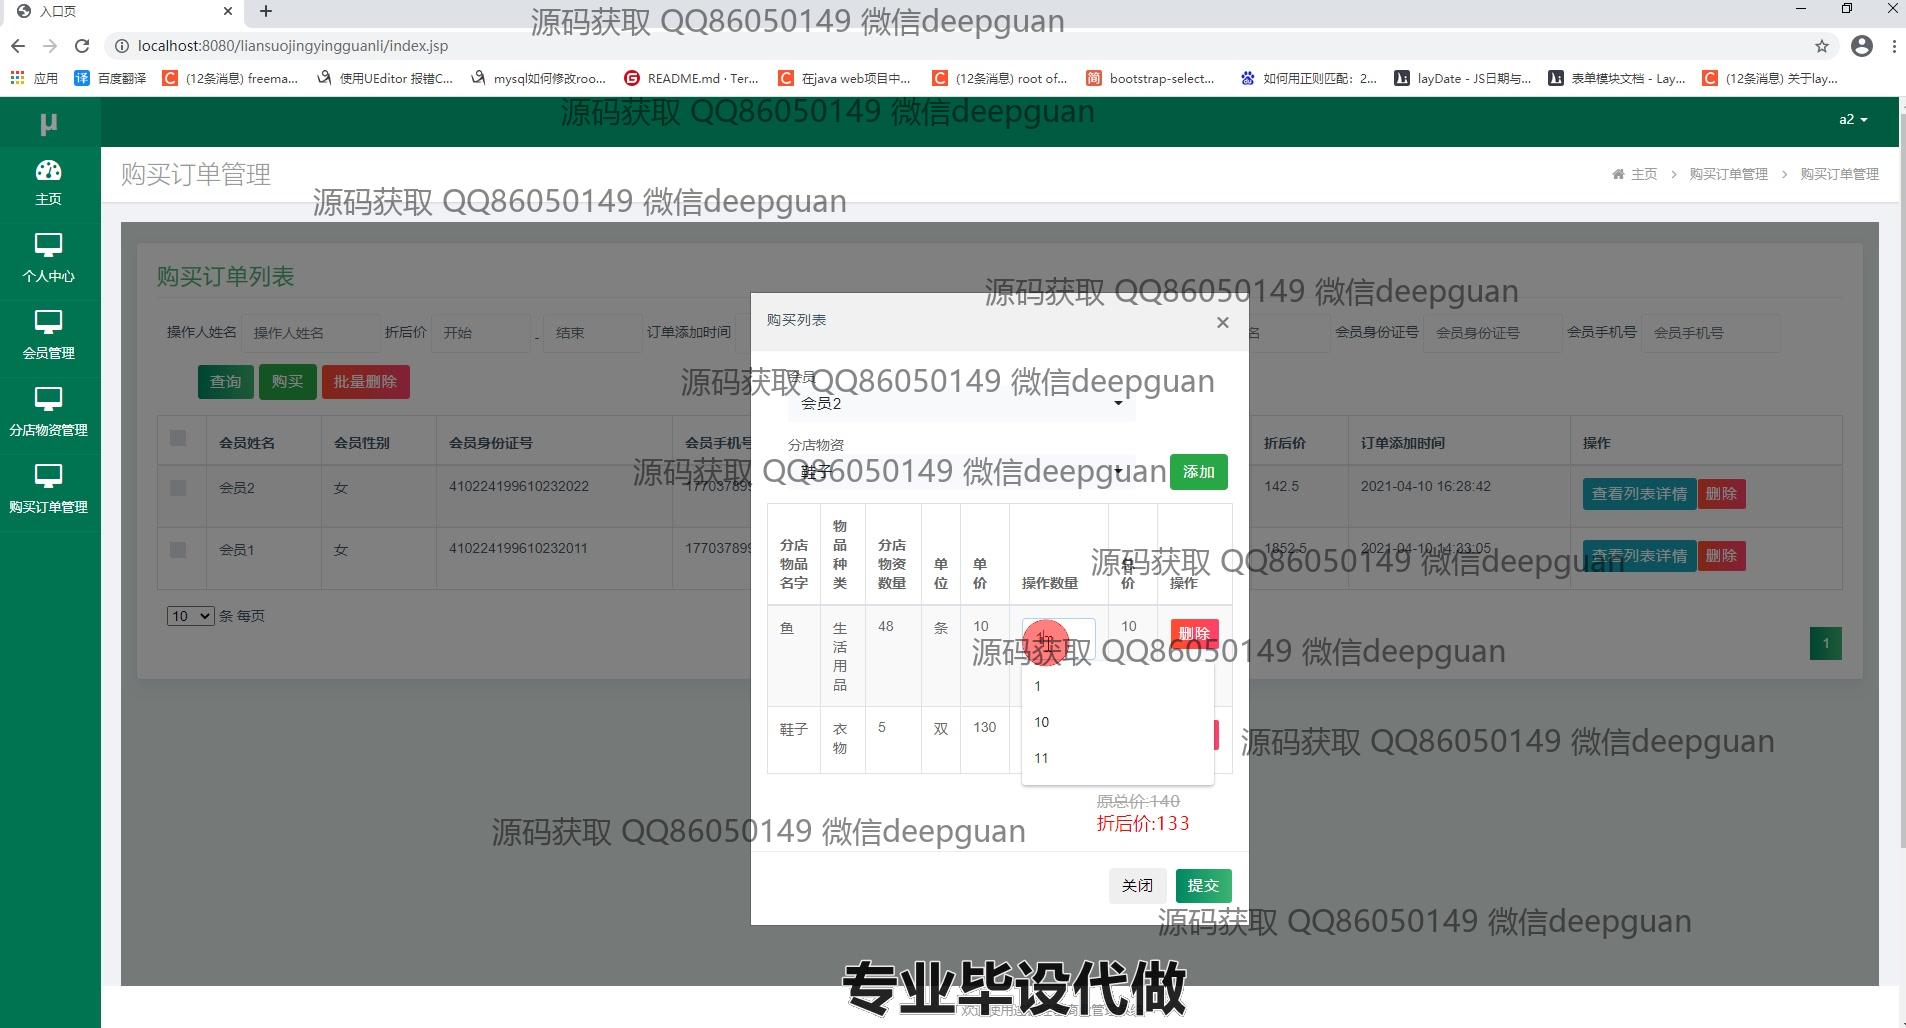 入口页
源码获取 QQ86050149 微信deepguan
localhost:8080/liansuojingyingguanli/index.jsp
应用
百度翻译
(12条消息) freema...
使用UEditor 报错C...
mysql如何修改roo...
README.md · Ter...
在java web项目中...
(12条消息) root of...
bootstrap-select...
如何用正则匹配：2...
layDate - JS日期与...
表单模块文档 - Lay...
(12条消息) 关于lay...
μ
源码获取 QQ86050149 微信deepguan
a2
主页
个人中心
会员管理
分店物资管理
购买订单管理
购买订单管理
主页 > 购买订单管理 > 购买订单管理
源码获取 QQ86050149 微信deepguan
购买订单列表
源码获取 QQ86050149 微信deepguan
操作人姓名 操作人姓名 折后价 开始 - 结束 订单添加时间
名 会员身份证号 会员身份证号 会员手机号 会员手机号
查询 购买 批量删除
会员姓名 会员性别 会员身份证号 会员手机号 折后价 订单添加时间 操作
会员2 女 410224199610232022 177037899 142.5 2021-04-10 16:28:42 查看列表详情 删除
会员1 女 410224199610232011 177037899 1852.5 2021-04-10 14:33:05 查看列表详情 删除
10 条 每页
1
购买列表 ×
会员
源码获取 QQ86050149 微信deepguan
会员2
分店物资
鞋子
添加
源码获取 QQ86050149 微信deepguan
分店物品名字 物品种类 分店物资数量 单位 单价 操作数量 总价 操作
源码获取 QQ86050149 微信deepguan
鱼 生活用品 48 条 10 10 删除
源码获取 QQ86050149 微信deepguan
1
10
11
鞋子 衣物 5 双 130
源码获取 QQ86050149 微信deepguan
原总价:140
折后价:133
源码获取 QQ86050149 微信deepguan
关闭 提交
源码获取 QQ86050149 微信deepguan
专业毕设代做